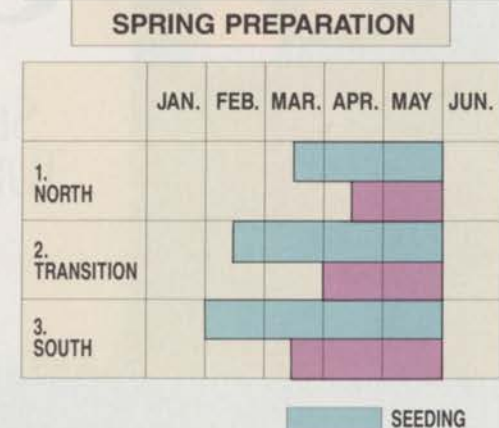 SPRING PREPARATION
JAN. FEB. MAR. APR. MAY JUN.
1.
NORTH
2.
TRANSITION
3.
SOUTH
SEEDING